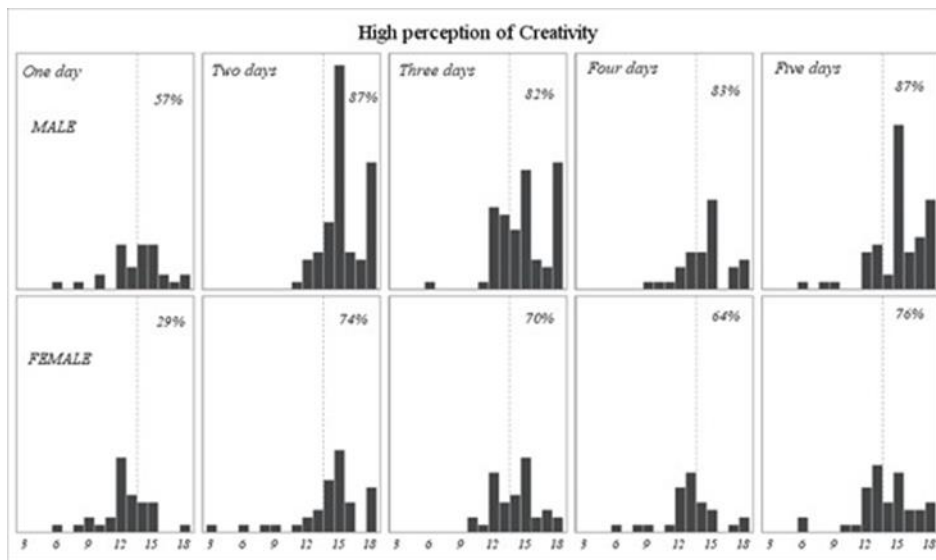 High perception of Creativity
One day
Two days
Three days
Four days
Five days
57%
87%
82%
83%
87%
MALE
29%
74%
70%
64%
76%
FEMALE
3 6 9 12 15 18 3 6 9 12 15 18 3 6 9 12 15 18 3 6 9 12 15 18 3 6 9 12 15 18